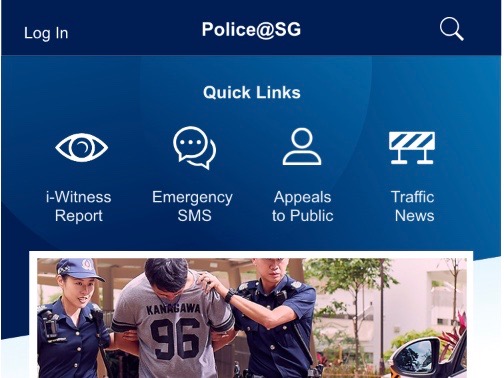 Log In
Police@SG
Quick Links
i-Witness
Report
Emergency
SMS
Appeals
to Public
Traffic
News
KANAGAWA
96